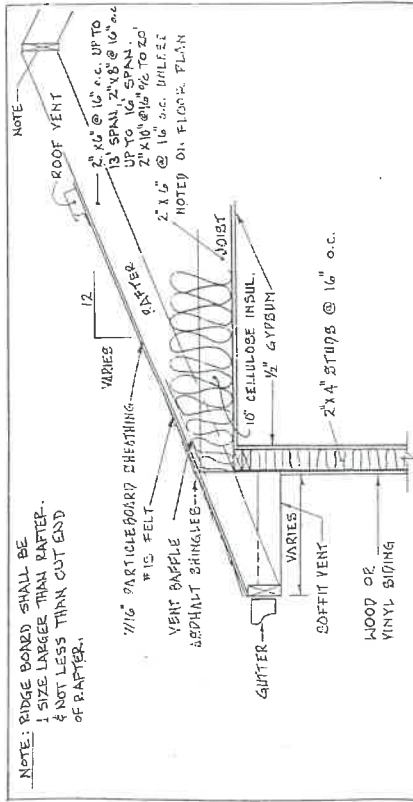 NOTE: RIDGE BOARD SHALL BE
1 SIZE LARGER THAN RAFTER.
& NOT LESS THAN CUT END
OF RAFTER.
NOTE
ROOF VENT
12
VARIES
RAFTER
2"X6" @ 16" o.c. UP TO
13' SPAN, 2"X8" @ 16" o.c
UP TO 16' SPAN.
2"X10" @ 16" o/c TO 20'
2"X6" @ 16" o.c. UNLESS
NOTED ON FLOOR PLAN
7/16" PARTICLEBOARD SHEATHING
#15 FELT
VENT BAFFLE
ASPHALT SHINGLES
JOIST
10" CELLULOSE INSUL.
1/2" GYPSUM
2"X4" STUDS @ 16" o.c.
GUTTER
VARIES
SOFFIT VENT
WOOD OR
VINYL SIDING